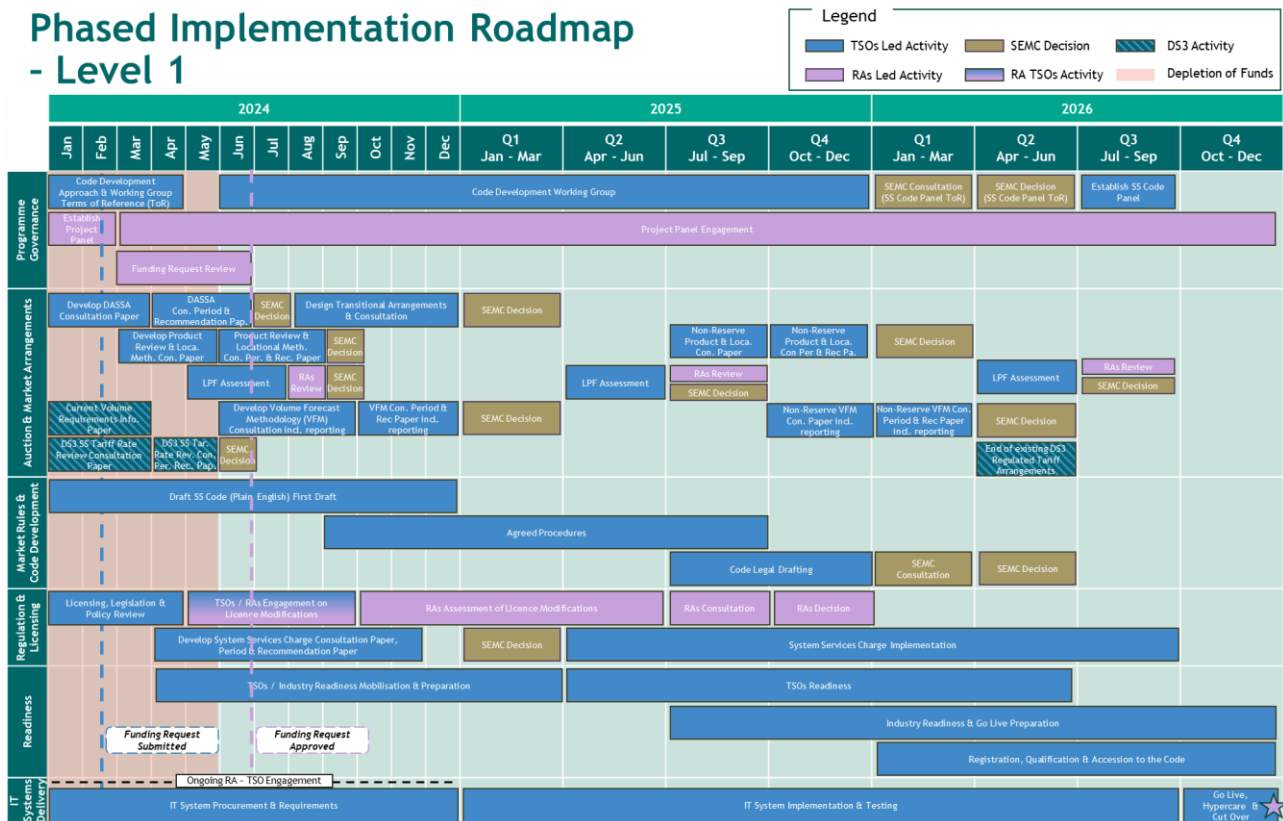 Phased Implementation Roadmap
- Level 1
Legend
TSOs Led Activity
SEMC Decision
DS3 Activity
RAs Led Activity
RA TSOs Activity
Depletion of Funds
2024
2025
2026
Jan
Feb
Mar
Apr
May
Jun
Jul
Aug
Sep
Oct
Nov
Dec
Q1
Jan - Mar
Q2
Apr - Jun
Q3
Jul - Sep
Q4
Oct - Dec
Q1
Jan - Mar
Q2
Apr - Jun
Q3
Jul - Sep
Q4
Oct - Dec
Programme
Governance
Code Development
Approach & Working Group
Terms of Reference (ToR)
Code Development Working Group
SEMC Consultation
(SS Code Panel ToR)
SEMC Decision
(SS Code Panel ToR)
Establish SS Code
Panel
Establish
Project
Panel
Project Panel Engagement
Funding Request Review
Auction & Market Arrangements
Develop DASSA
Consultation Paper
DASSA
Con. Period &
Recommendation Pap.
SEMC
Decision
Design Transitional Arrangements
& Consultation
SEMC Decision
Develop Product
Review & Loca.
Meth. Con. Paper
Product Review &
Locational Meth.
Con. Per. & Rec. Paper
SEMC
Decision
Non-Reserve
Product & Loca.
Con. Paper
Non-Reserve
Product & Loca.
Con Per & Rec Pa.
SEMC Decision
LPF Assessment
RAs
Review
SEMC
Decision
LPF Assessment
RAs Review
SEMC Decision
LPF Assessment
RAs Review
SEMC Decision
Current Volume
Requirements Info.
Paper
Develop Volume Forecast
Methodology (VFM)
Consultation incl. reporting
VFM Con. Period &
Rec Paper incl.
reporting
SEMC Decision
Non-Reserve VFM
Con. Paper incl.
reporting
Non-Reserve VFM Con.
Period & Rec Paper
incl. reporting
SEMC Decision
DS3 SS Tariff Rate
Review Consultation
Paper
DS3 SS Tar.
Rate Rev. Con.
Per. Rec. Pap.
SEMC
Decision
End of existing DS3
Regulated Tariff
Arrangements
Market Rules &
Code Development
Draft SS Code (Plain English) First Draft
Agreed Procedures
Code Legal Drafting
SEMC
Consultation
SEMC Decision
Regulation &
Licensing
Licensing, Legislation &
Policy Review
TSOs / RAs Engagement on
Licence Modifications
RAs Assessment of Licence Modifications
RAs Consultation
RAs Decision
Develop System Services Charge Consultation Paper,
Period & Recommendation Paper
SEMC Decision
System Services Charge Implementation
Readiness
TSOs / Industry Readiness Mobilisation & Preparation
TSOs Readiness
Industry Readiness & Go Live Preparation
Funding Request
Submitted
Funding Request
Approved
Registration, Qualification & Accession to the Code
IT
Systems
Delivery
Ongoing RA - TSO Engagement
IT System Procurement & Requirements
IT System Implementation & Testing
Go Live,
Hypercare &
Cut Over